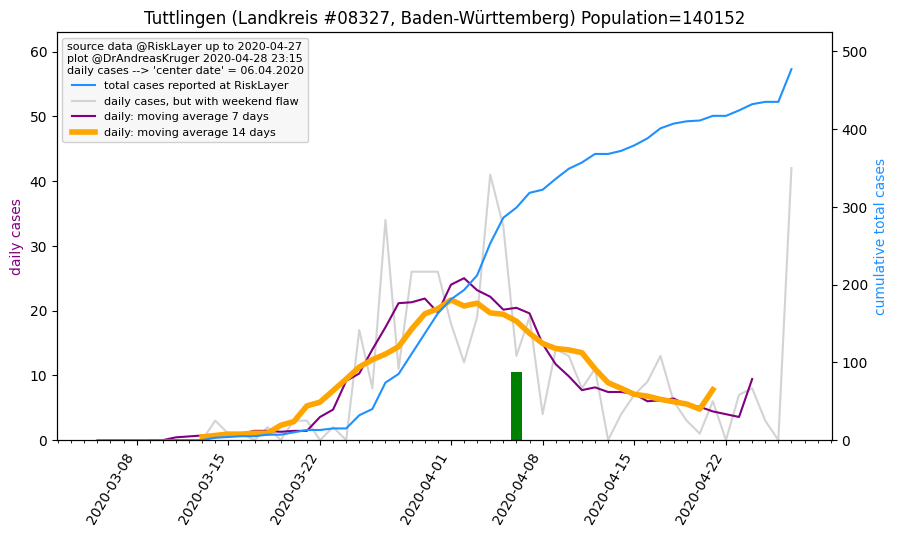 Tuttlingen (Landkreis #08327, Baden-Württemberg) Population=140152
source data @RiskLayer up to 2020-04-27
plot @DrAndreasKruger 2020-04-28 23:15
daily cases --> 'center date' = 06.04.2020
total cases reported at RiskLayer
daily cases, but with weekend flaw
daily: moving average 7 days
daily: moving average 14 days
daily cases
60
50
40
30
20
10
0
cumulative total cases
500
400
300
200
100
0
2020-03-08
2020-03-15
2020-03-22
2020-04-01
2020-04-08
2020-04-15
2020-04-22